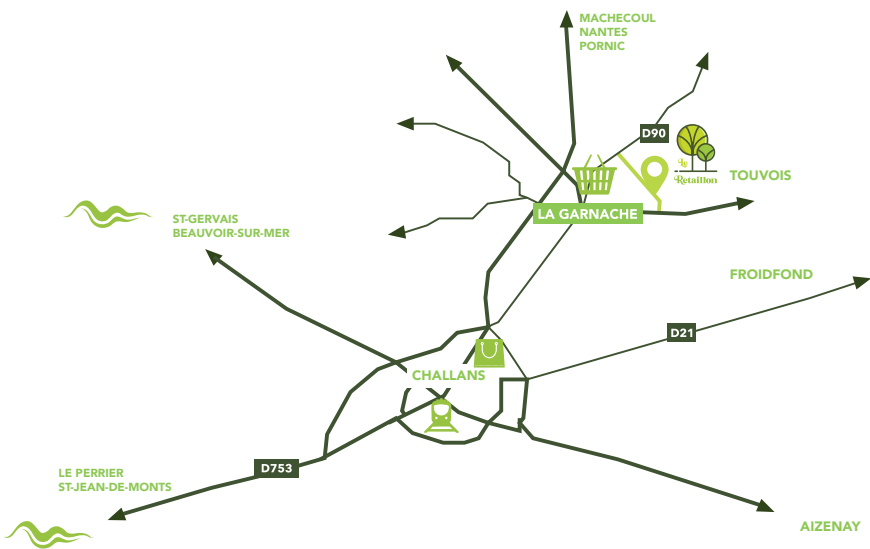 MACHECOUL
NANTES
PORNIC
D90
Le
Retaillon
TOUVOIS
LA GARNACHE
ST-GERVAIS
BEAUVOIR-SUR-MER
FROIDFOND
D21
CHALLANS
D753
LE PERRIER
ST-JEAN-DE-MONTS
AIZENAY